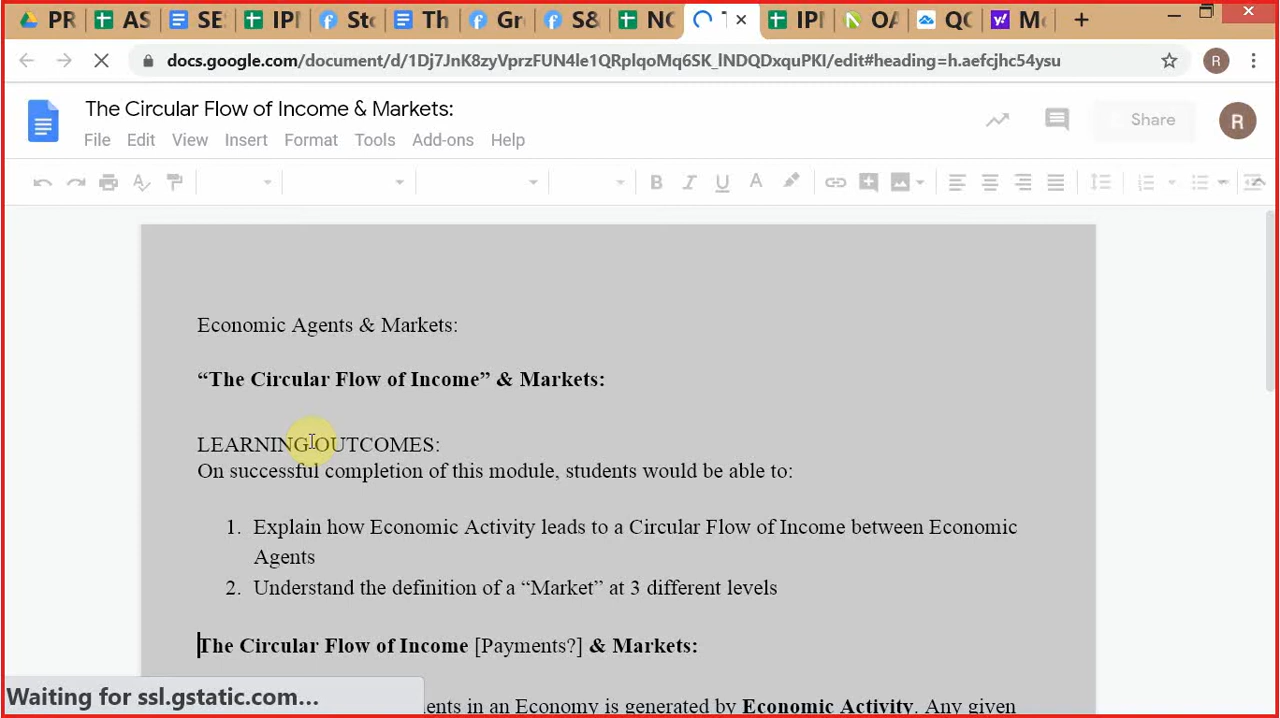 PR AS SE IPI Sto Th Gr S& NC IPI OA QC M
docs.google.com/document/d/1Dj7JnK8zyVprzFUN4le1QRplqoMq6SK_lNDQDxquPKI/edit#heading=h.aefcjhc54ysu
R
The Circular Flow of Income & Markets:
File Edit View Insert Format Tools Add-ons Help
Share
R
Economic Agents & Markets:
“The Circular Flow of Income” & Markets:
LEARNING OUTCOMES:
On successful completion of this module, students would be able to:
1. Explain how Economic Activity leads to a Circular Flow of Income between Economic
Agents
2. Understand the definition of a “Market” at 3 different levels
The Circular Flow of Income [Payments?] & Markets:
Waiting for ssl.gstatic.com...
ents in an Economy is generated by Economic Activity. Any given